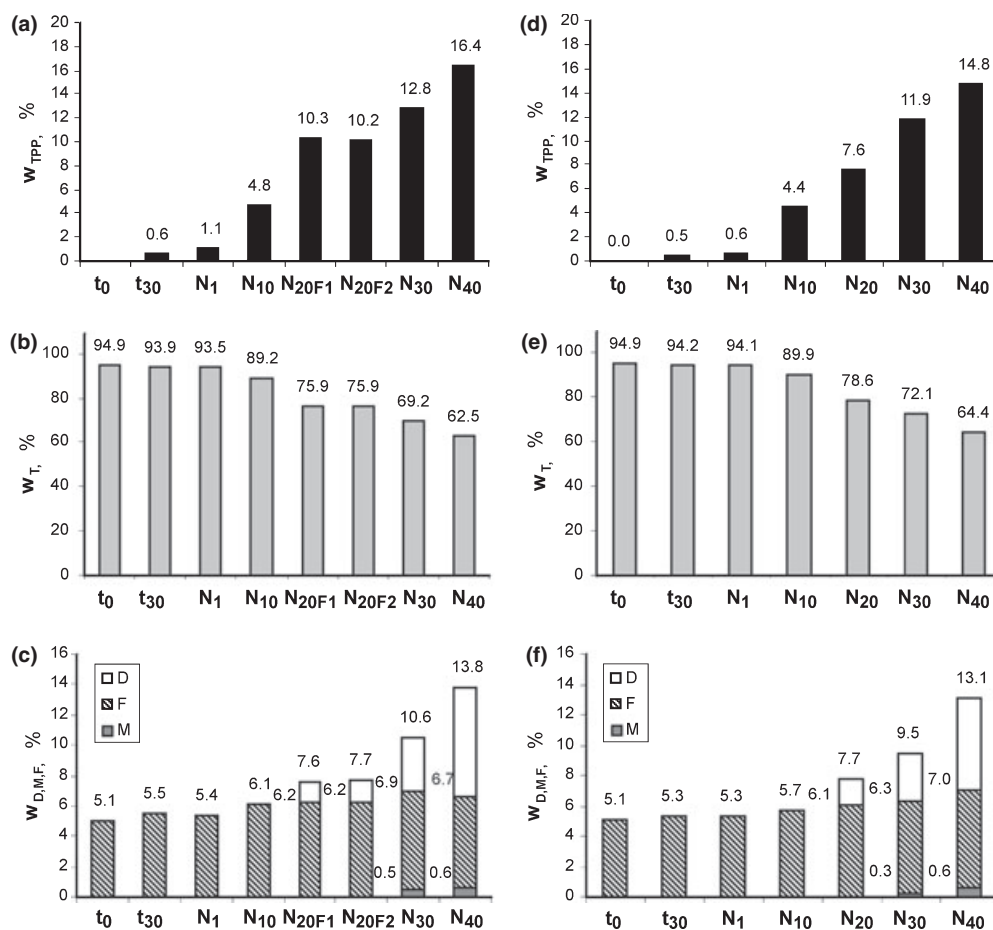 (a)
20
18
16
14
12
10
8
6
4
2
0
w_TPP, %
0.6
1.1
4.8
10.3
10.2
12.8
16.4
t0 t30 N1 N10 N20F1 N20F2 N30 N40
(d)
20
18
16
14
12
10
8
6
4
2
0
w_TPP, %
0.0
0.5
0.6
4.4
7.6
11.9
14.8
t0 t30 N1 N10 N20 N30 N40
(b)
100
80
60
40
20
0
w_T, %
94.9 93.9 93.5 89.2 75.9 75.9 69.2 62.5
t0 t30 N1 N10 N20F1 N20F2 N30 N40
(e)
100
80
60
40
20
0
w_T, %
94.9 94.2 94.1 89.9 78.6 72.1 64.4
t0 t30 N1 N10 N20 N30 N40
(c)
16
14
12
10
8
6
4
2
0
w_D,M,F, %
D
F
M
5.1 5.5 5.4 6.1 7.6 7.7 10.6 13.8
6.2 6.2 6.9 6.7
0.5 0.6
t0 t30 N1 N10 N20F1 N20F2 N30 N40
(f)
16
14
12
10
8
6
4
2
0
w_D,M,F, %
D
F
M
5.1 5.3 5.3 5.7 7.7 9.5 13.1
6.1 6.3 7.0
0.3 0.6
t0 t30 N1 N10 N20 N30 N40